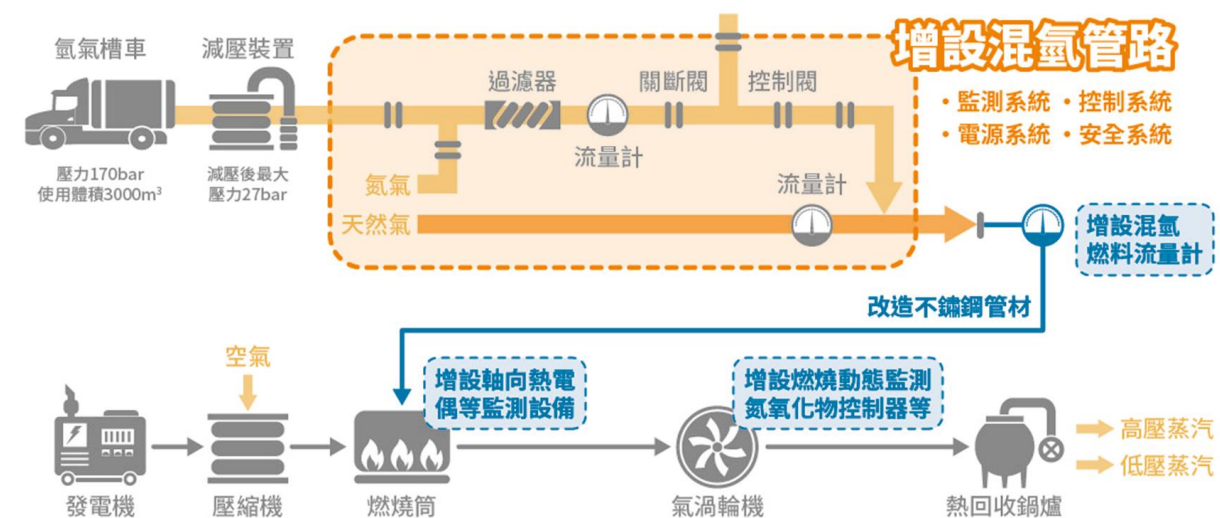 增設混氫管路
・監測系統 ・控制系統
・電源系統 ・安全系統
氫氣槽車
減壓裝置
過濾器
關斷閥
控制閥
流量計
壓力170bar
使用體積3000m³
減壓後最大
壓力27bar
氮氣
流量計
天然氣
增設混氫
燃料流量計
改造不鏽鋼管材
空氣
增設軸向熱電
偶等監測設備
增設燃燒動態監測
氮氧化物控制器等
高壓蒸汽
低壓蒸汽
發電機
壓縮機
燃燒筒
氣渦輪機
熱回收鍋爐